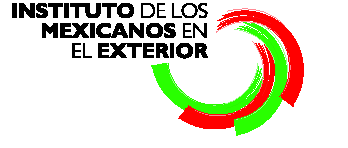 INSTITUTO DE LOS
MEXICANOS EN
EL EXTERIOR